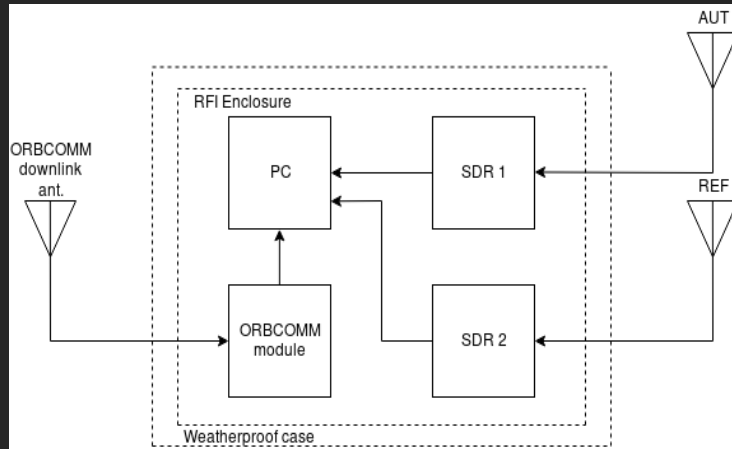 AUT
RFI Enclosure
ORBCOMM
downlink
ant.
PC
SDR 1
REF
ORBCOMM
module
SDR 2
Weatherproof case